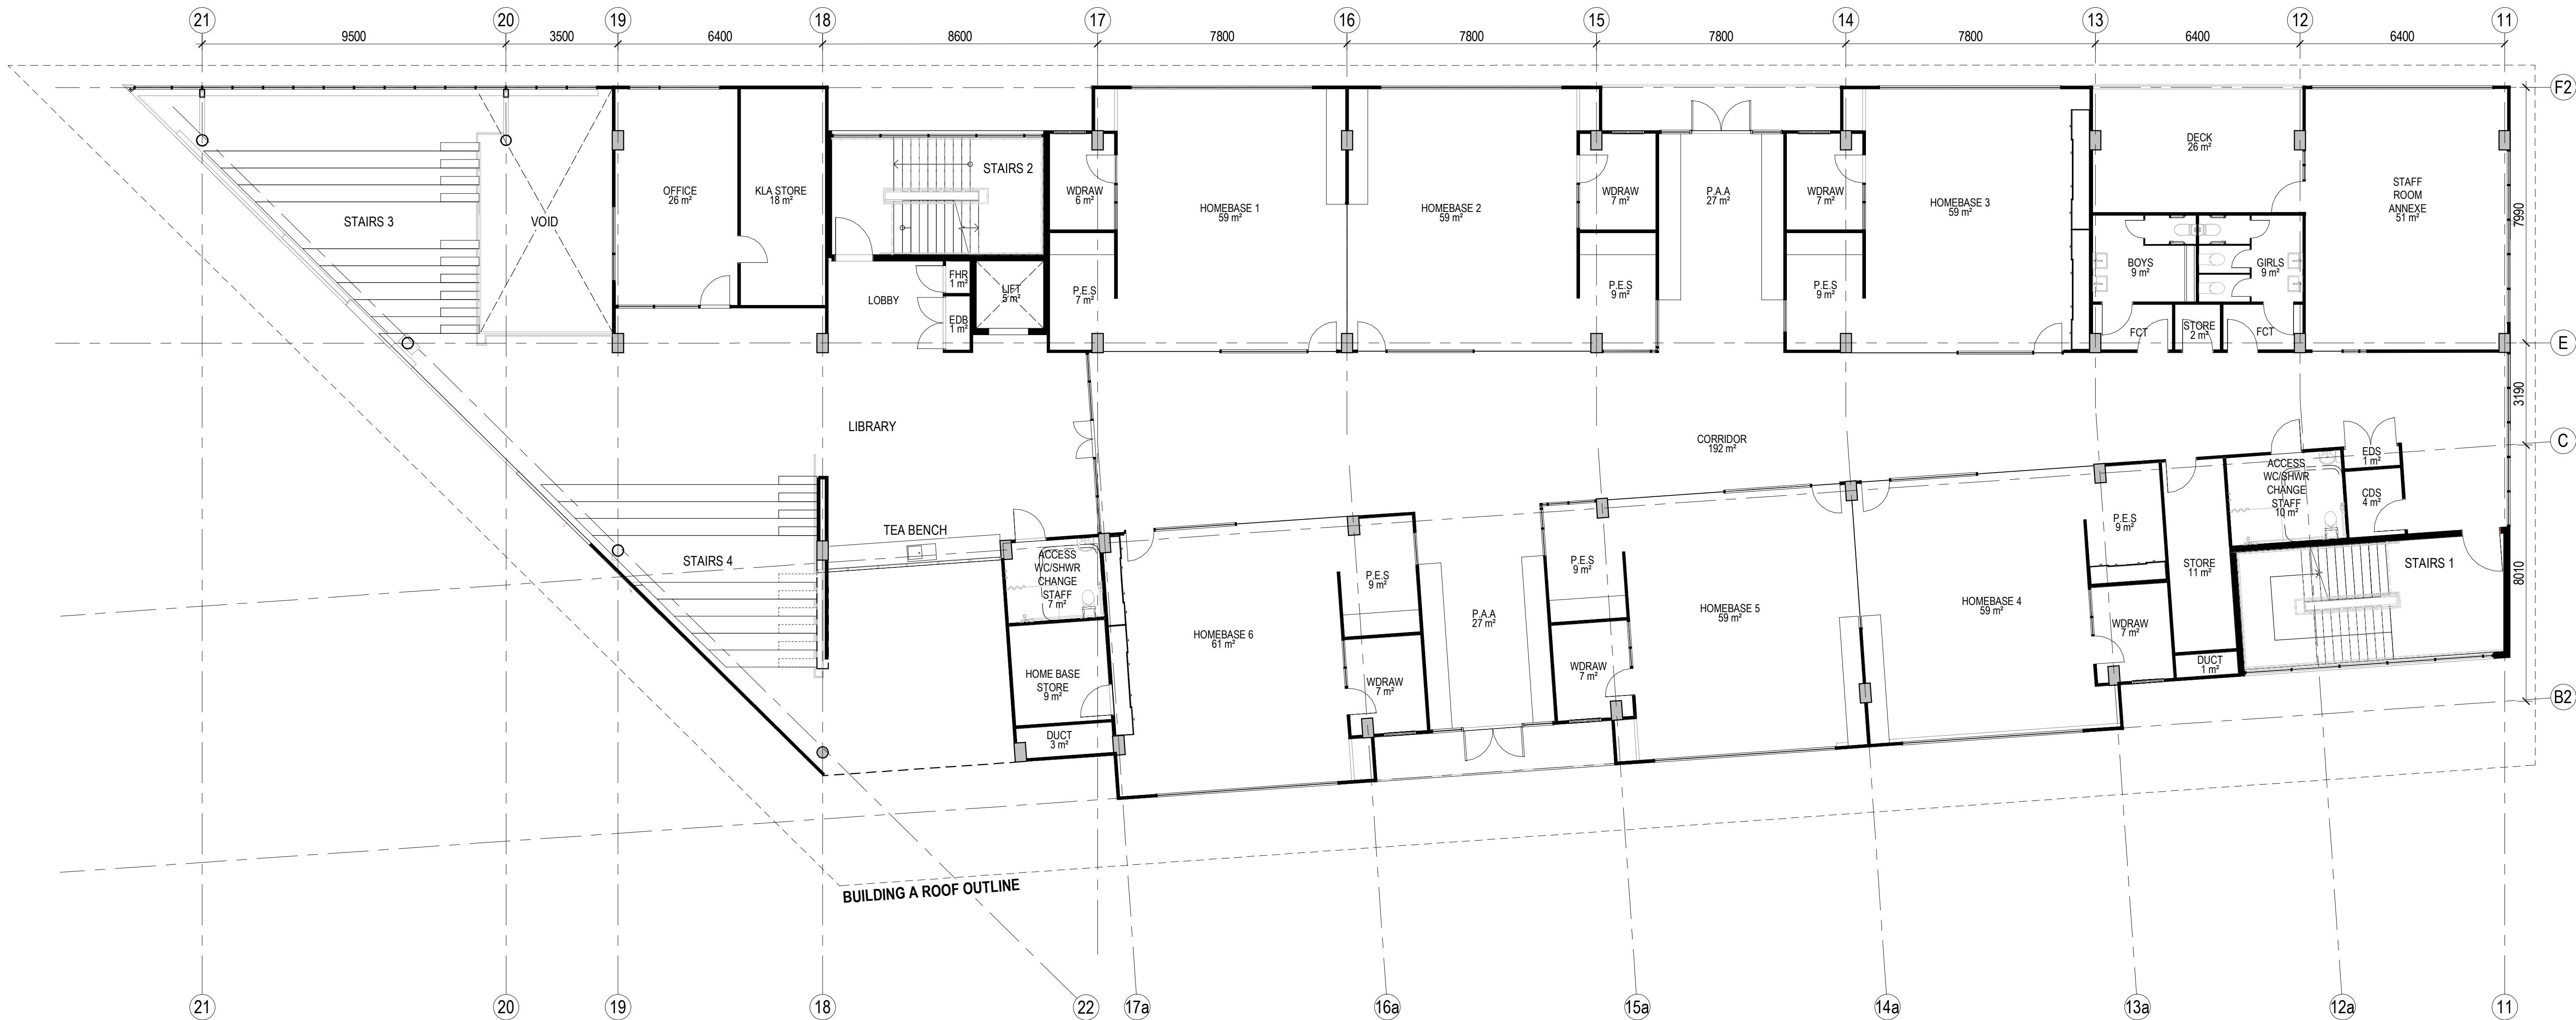 21
20
19
18
17
16
15
14
13
12
11
9500
3500
6400
8600
7800
7800
7800
7800
6400
6400
F2
STAIRS 3
VOID
OFFICE
26 m²
KLA STORE
18 m²
STAIRS 2
WDRAW
6 m²
HOMEBASE 1
59 m²
HOMEBASE 2
59 m²
WDRAW
7 m²
P.A.A
27 m²
WDRAW
7 m²
HOMEBASE 3
59 m²
DECK
26 m²
STAFF
ROOM
ANNEXE
51 m²
7990
LOBBY
FHR
1 m²
EDB
1 m²
LIFT
5 m²
P.E.S
7 m²
P.E.S
9 m²
P.E.S
9 m²
BOYS
9 m²
GIRLS
9 m²
FCT
STORE
2 m²
FCT
E
3190
LIBRARY
CORRIDOR
192 m²
C
TEA BENCH
STAIRS 4
ACCESS
WC/SHWR
CHANGE
STAFF
7 m²
HOME BASE
STORE
9 m²
DUCT
3 m²
HOMEBASE 6
61 m²
P.E.S
9 m²
WDRAW
7 m²
P.A.A
27 m²
P.E.S
9 m²
WDRAW
7 m²
HOMEBASE 5
59 m²
HOMEBASE 4
59 m²
P.E.S
9 m²
WDRAW
7 m²
STORE
11 m²
DUCT
1 m²
ACCESS
WC/SHWR
CHANGE
STAFF
10 m²
EDS
1 m²
CDS
4 m²
STAIRS 1
8010
B2
BUILDING A ROOF OUTLINE
21
20
19
18
22
17a
16a
15a
14a
13a
12a
11